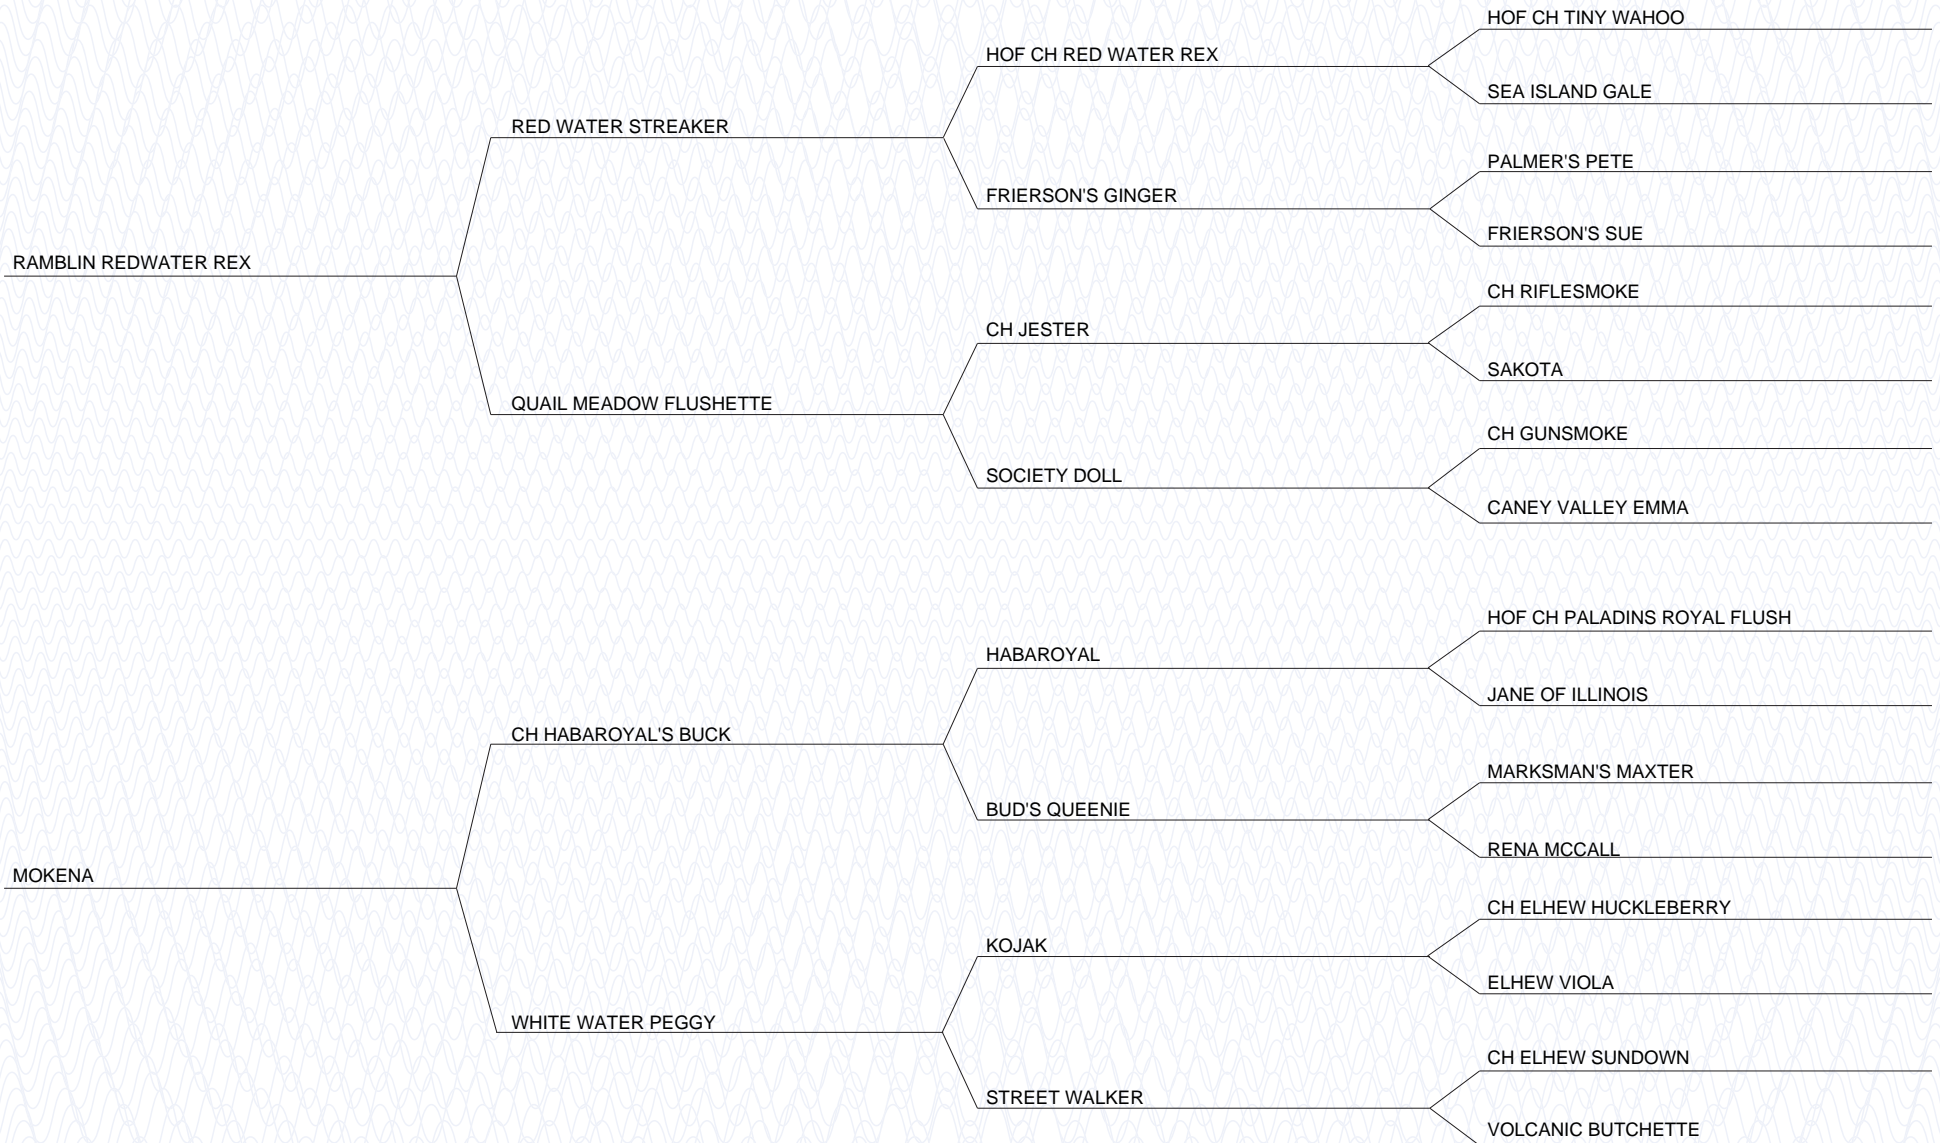 HOF CH TINY WAHOO
HOF CH RED WATER REX
SEA ISLAND GALE
RED WATER STREAKER
PALMER'S PETE
FRIERSON'S GINGER
FRIERSON'S SUE
RAMBLIN REDWATER REX
CH RIFLESMOKE
CH JESTER
SAKOTA
QUAIL MEADOW FLUSHETTE
CH GUNSMOKE
SOCIETY DOLL
CANEY VALLEY EMMA
HOF CH PALADINS ROYAL FLUSH
HABAROYAL
JANE OF ILLINOIS
CH HABAROYAL'S BUCK
MARKSMAN'S MAXTER
BUD'S QUEENIE
RENA MCCALL
MOKENA
CH ELHEW HUCKLEBERRY
KOJAK
ELHEW VIOLA
WHITE WATER PEGGY
CH ELHEW SUNDOWN
STREET WALKER
VOLCANIC BUTCHETTE